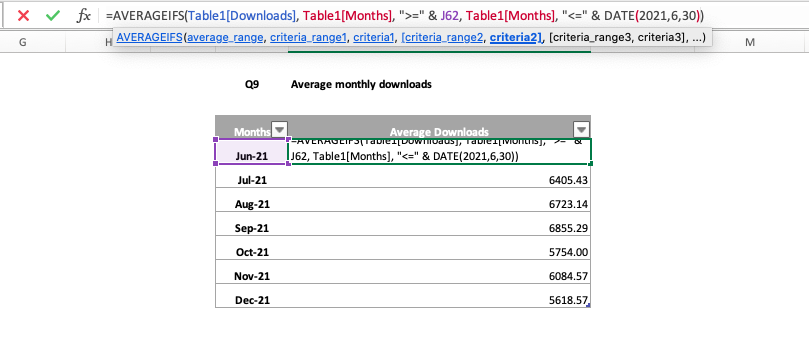 =AVERAGEIFS(Table1[Downloads], Table1[Months], ">=" & J62, Table1[Months], "<=" & DATE(2021,6,30))
AVERAGEIFS(average_range, criteria_range1, criteria1, [criteria_range2, criteria2], [criteria_range3, criteria3], ...)
G H M
Q9 Average monthly downloads
Months Average Downloads
=AVERAGEIFS(Table1[Downloads], Table1[Months], ">=" &
Jun-21 J62, Table1[Months], "<=" & DATE(2021,6,30))
Jul-21 6405.43
Aug-21 6723.14
Sep-21 6855.29
Oct-21 5754.00
Nov-21 6084.57
Dec-21 5618.57